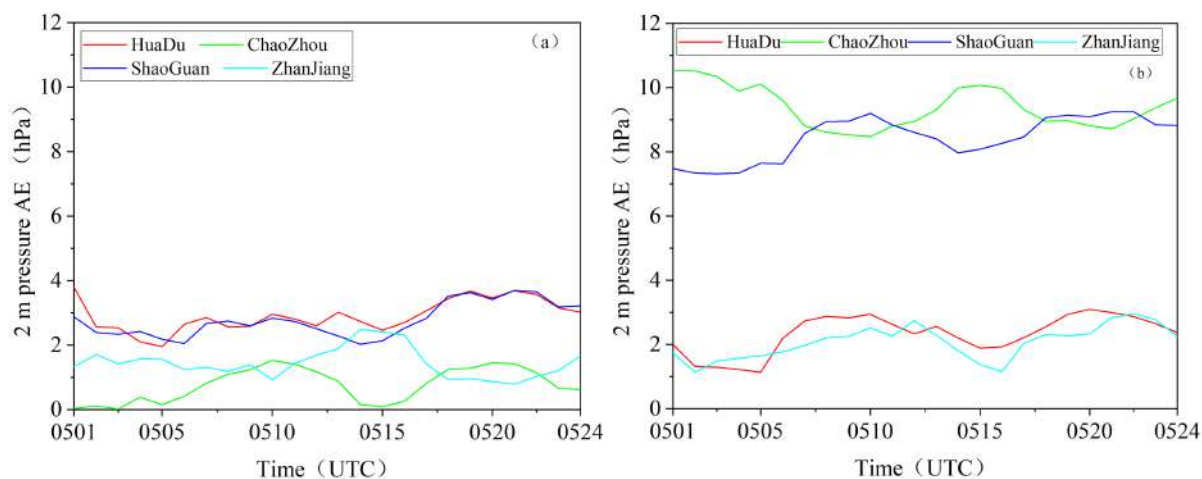 12
10
8
6
4
2
0
2 m pressure AE (hPa)
HuaDu ChaoZhou
ShaoGuan ZhanJiang
(a)
0501 0505 0510 0515 0520 0524
Time (UTC)
12
10
8
6
4
2
0
2 m pressure AE (hPa)
HuaDu ChaoZhou ShaoGuan ZhanJiang
(b)
0501 0505 0510 0515 0520 0524
Time (UTC)